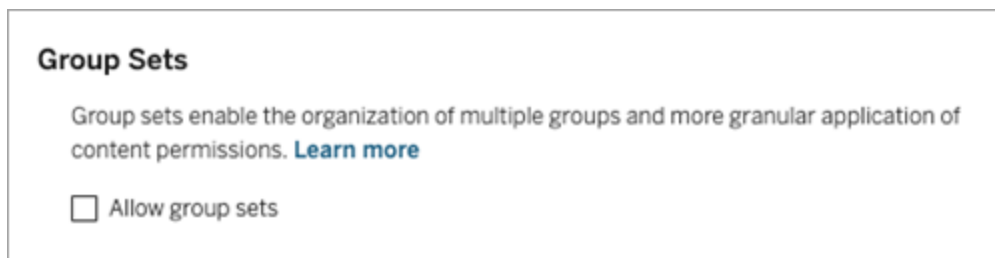 Group Sets
Group sets enable the organization of multiple groups and more granular application of
content permissions. Learn more
Allow group sets